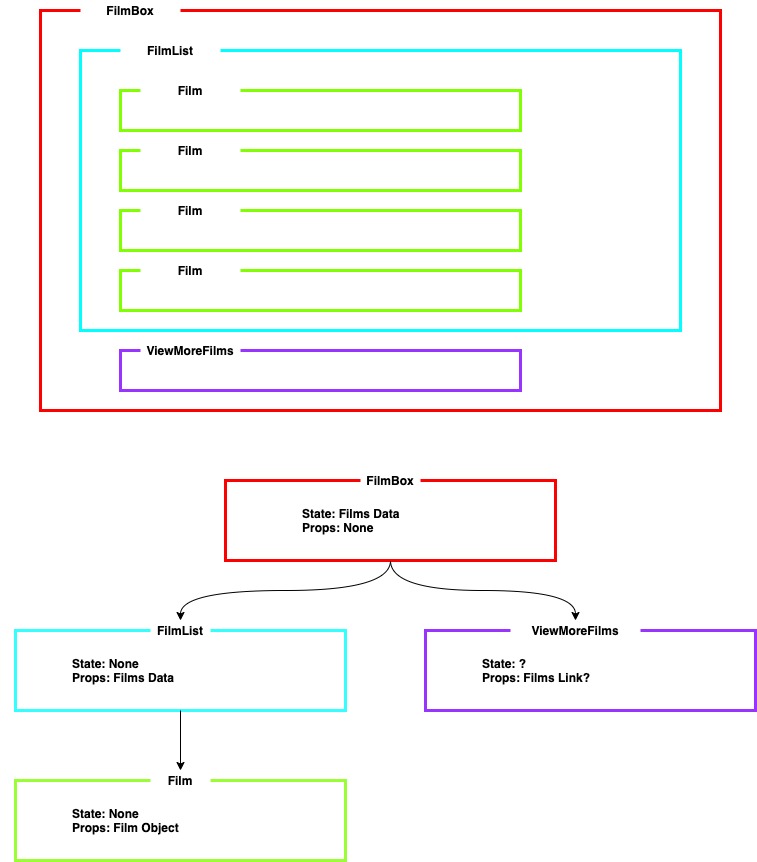 FilmBox
FilmList
Film
Film
Film
Film
ViewMoreFilms
FilmBox
State: Films Data
Props: None
FilmList
State: None
Props: Films Data
ViewMoreFilms
State: ?
Props: Films Link?
Film
State: None
Props: Film Object